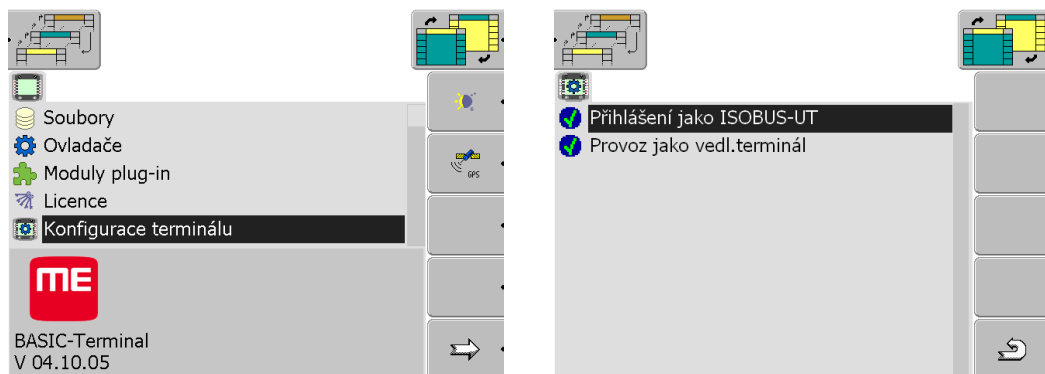 GPS
Soubory
Ovladače
Moduly plug-in
Licence
Konfigurace terminálu
ME
BASIC-Terminal
V 04.10.05
Přihlášení jako ISOBUS-UT
Provoz jako vedl.terminál